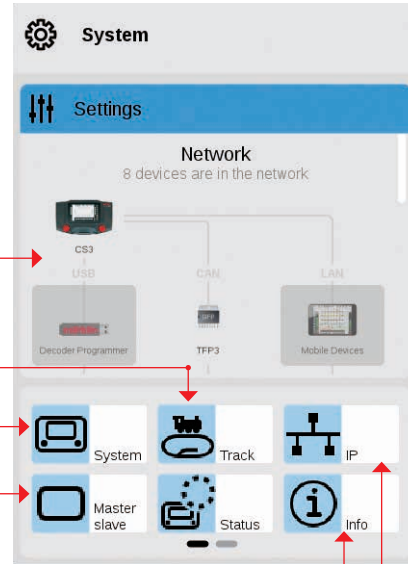 System
Settings
Network
8 devices are in the network
CS3
USB
CAN
LAN
Decoder Programmer
TFP3
Mobile Devices
System
Track
IP
Master
slave
Status
Info